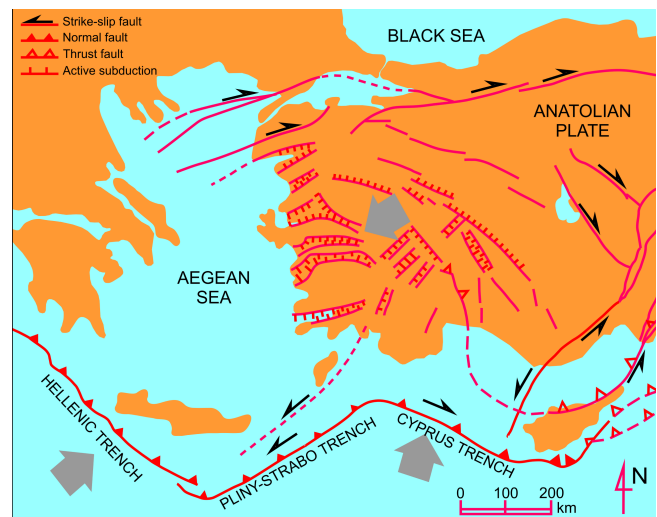 Strike-slip fault
Normal fault
Thrust fault
Active subduction
BLACK SEA
ANATOLIAN
PLATE
AEGEAN
SEA
HELLENIC TRENCH
PLINY-STRABO TRENCH
CYPRUS TRENCH
N
0 100 200
km